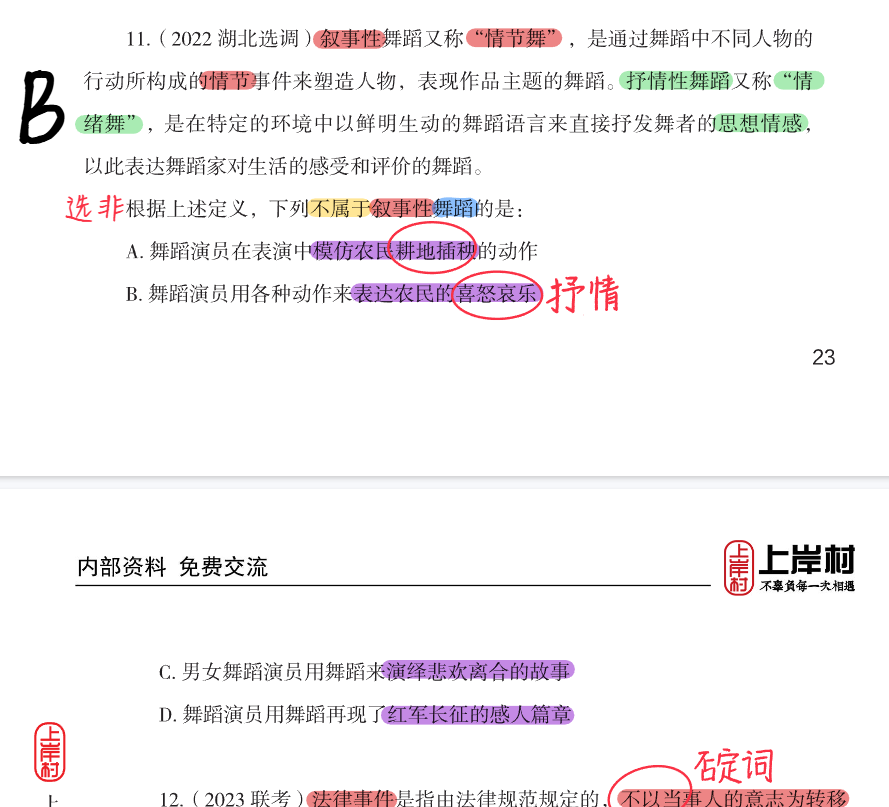 11.（2022 湖北选调）叙事性舞蹈又称“情节舞”，是通过舞蹈中不同人物的
行动所构成的情节事件来塑造人物，表现作品主题的舞蹈。抒情性舞蹈又称“情
B
绪舞”，是在特定的环境中以鲜明生动的舞蹈语言来直接抒发舞者的思想情感，
以此表达舞蹈家对生活的感受和评价的舞蹈。
选非 根据上述定义，下列不属于叙事性舞蹈的是：
A. 舞蹈演员在表演中模仿农民耕地插秧的动作
B. 舞蹈演员用各种动作来表达农民的喜怒哀乐 抒情
23
内部资料 免费交流
上岸村
上岸村
不辜负每一次相遇
C. 男女舞蹈演员用舞蹈来演绎悲欢离合的故事
D. 舞蹈演员用舞蹈再现了红军长征的感人篇章
上岸村
否定词
12.（2023 联考）法律事件是指由法律规范规定的，不以当事人的意志为转移
上